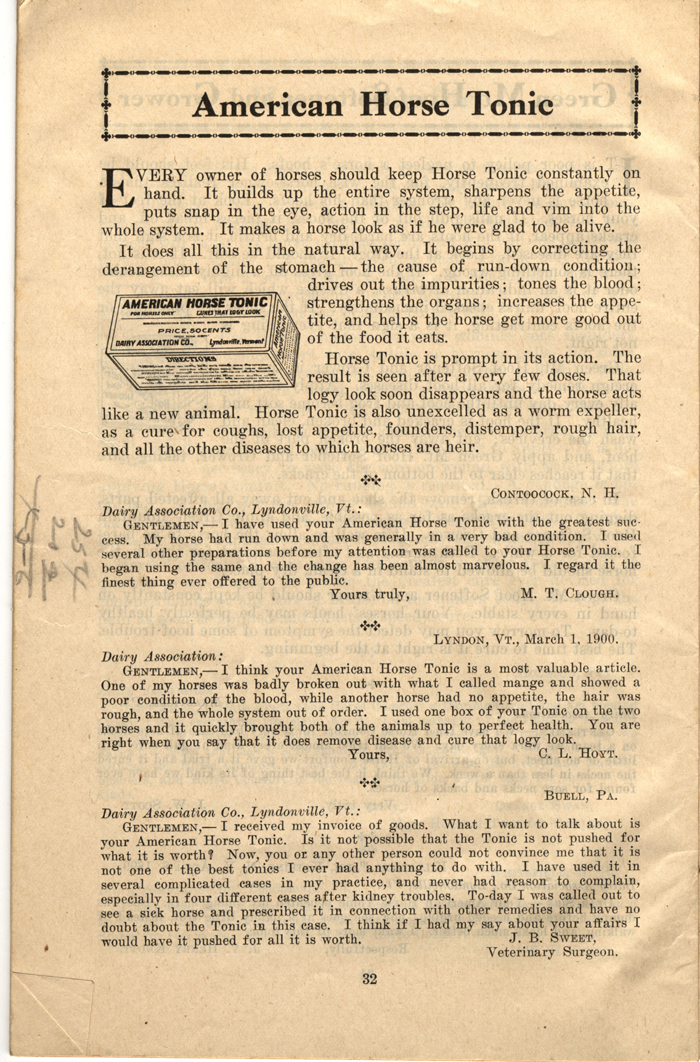 American Horse Tonic
EVERY owner of horses should keep Horse Tonic constantly on
hand. It builds up the entire system, sharpens the appetite,
puts snap in the eye, action in the step, life and vim into the
whole system. It makes a horse look as if he were glad to be alive.
It does all this in the natural way. It begins by correcting the
derangement of the stomach — the cause of run-down condition;
drives out the impurities; tones the blood;
strengthens the organs; increases the appe-
tite, and helps the horse get more good out
of the food it eats.
AMERICAN HORSE TONIC
FOR HORSES ONLY CURES THAT LOGY LOOK
PRICE, 50 CENTS
DAIRY ASSOCIATION CO., Lyndonville, Vermont
DIRECTIONS
Horse Tonic is prompt in its action. The
result is seen after a very few doses. That
logy look soon disappears and the horse acts
like a new animal. Horse Tonic is also unexcelled as a worm expeller,
as a cure for coughs, lost appetite, founders, distemper, rough hair,
and all the other diseases to which horses are heir.
CONTOOCOCK, N. H.
Dairy Association Co., Lyndonville, Vt.:
GENTLEMEN,— I have used your American Horse Tonic with the greatest suc-
cess. My horse had run down and was generally in a very bad condition. I used
several other preparations before my attention was called to your Horse Tonic. I
began using the same and the change has been almost marvelous. I regard it the
finest thing ever offered to the public.
Yours truly, M. T. CLOUGH.
LYNDON, VT., March 1, 1900.
Dairy Association:
GENTLEMEN,— I think your American Horse Tonic is a most valuable article.
One of my horses was badly broken out with what I called mange and showed a
poor condition of the blood, while another horse had no appetite, the hair was
rough, and the whole system out of order. I used one box of your Tonic on the two
horses and it quickly brought both of the animals up to perfect health. You are
right when you say that it does remove disease and cure that logy look.
Yours, C. L. HOYT.
BUELL, PA.
Dairy Association Co., Lyndonville, Vt.:
GENTLEMEN,— I received my invoice of goods. What I want to talk about is
your American Horse Tonic. Is it not possible that the Tonic is not pushed for
what it is worth? Now, you or any other person could not convince me that it is
not one of the best tonics I ever had anything to do with. I have used it in
several complicated cases in my practice, and never had reason to complain,
especially in four different cases after kidney troubles. To-day I was called out to
see a sick horse and prescribed it in connection with other remedies and have no
doubt about the Tonic in this case. I think if I had my say about your affairs I
would have it pushed for all it is worth. J. B. SWEET,
Veterinary Surgeon.
32